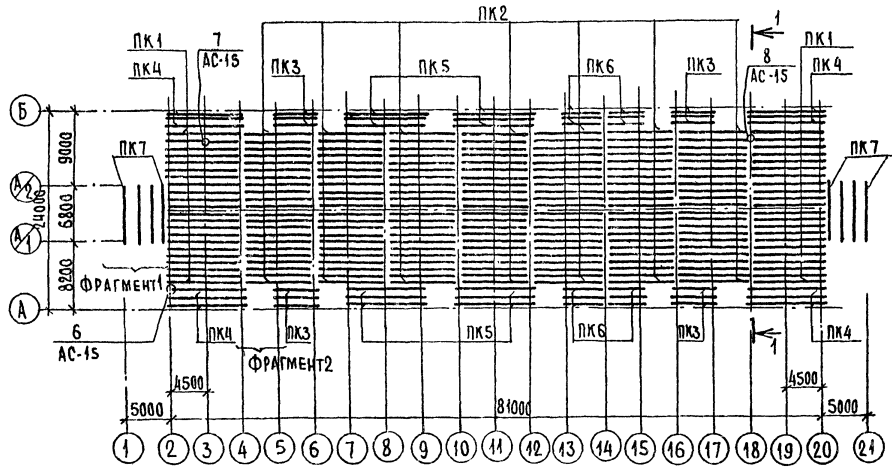 ПК2
1
ПК1
7
АС-15
ПК4
ПК3
ПК5
ПК6
ПК3
8
АС-15
ПК1
ПК4
Б
ПК7
ПК7
9000
А/2
24000
6800
А/1
8200
ФРАГМЕНТ1
А
6
АС-15
ПК4
ПК3
ПК5
ПК6
ПК3
1
ПК4
ФРАГМЕНТ2
4500
4500
5000
81000
5000
1 2 3 4 5 6 7 8 9 10 11 12 13 14 15 16 17 18 19 20 21